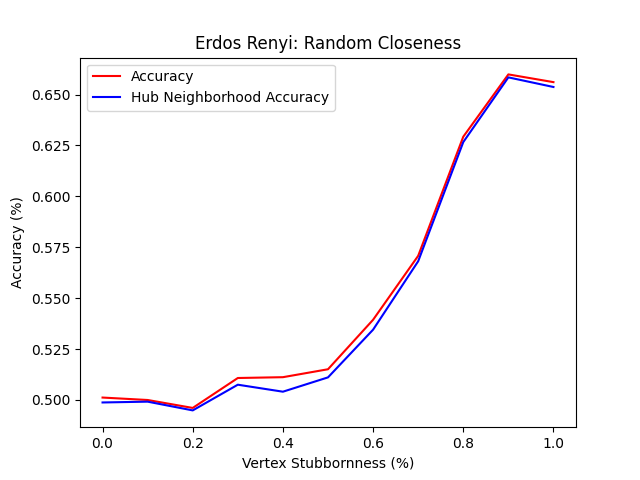 Erdos Renyi: Random Closeness
Accuracy
Hub Neighborhood Accuracy
Accuracy (%)
0.650
0.625
0.600
0.575
0.550
0.525
0.500
0.0 0.2 0.4 0.6 0.8 1.0
Vertex Stubbornness (%)